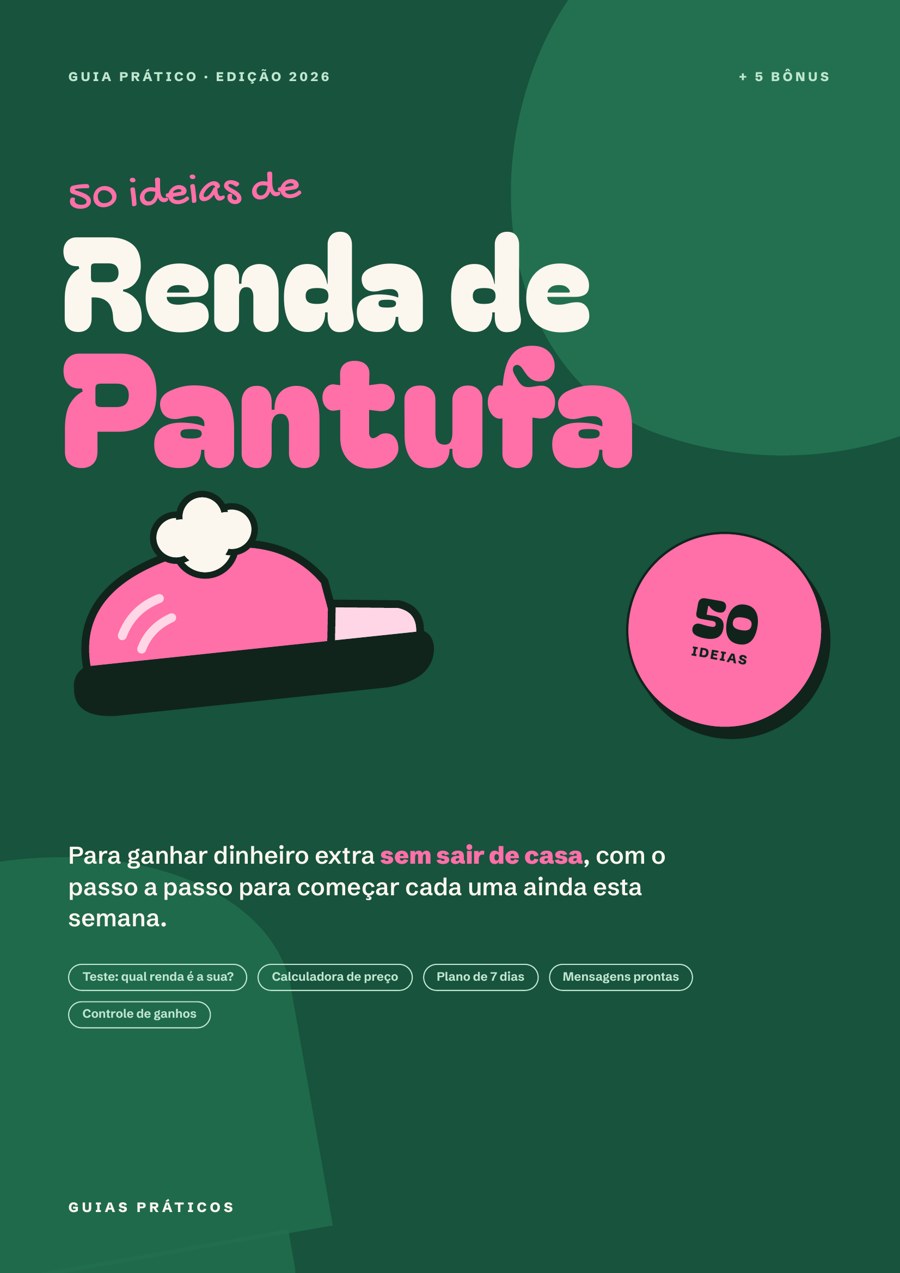 GUIA PRÁTICO · EDIÇÃO 2026
+ 5 BÔNUS
50 ideias de
Renda de
Pantufa
50
IDEIAS
Para ganhar dinheiro extra sem sair de casa, com o
passo a passo para começar cada uma ainda esta
semana.
Teste: qual renda é a sua?
Calculadora de preço
Plano de 7 dias
Mensagens prontas
Controle de ganhos
GUIAS PRÁTICOS